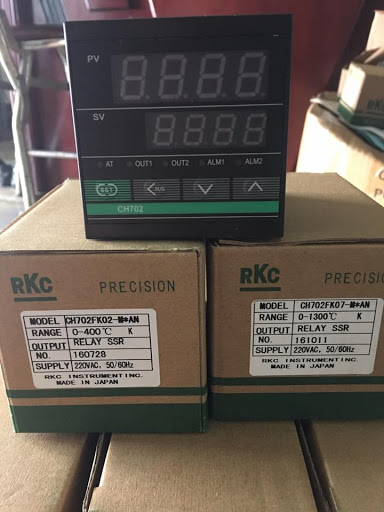 PV
8.8.8.8
SV
8.8.8.8
AT OUT1 OUT2 ALM1 ALM2
SET <R/S
CH702
RKC PRECISION
MODEL CH702FK02-M*AN
RANGE 0-400℃ K
OUTPUT RELAY SSR
NO. 160728
SUPPLY 220VAC, 50/60Hz
RKC INSTRUMENT INC.
MADE IN JAPAN
RKC PRECISION
MODEL CH702FK07-M*AN
RANGE 0-1300℃ K
OUTPUT RELAY SSR
NO. 161011
SUPPLY 220VAC, 50/60Hz
RKC INSTRUMENT INC.
MADE IN JAPAN